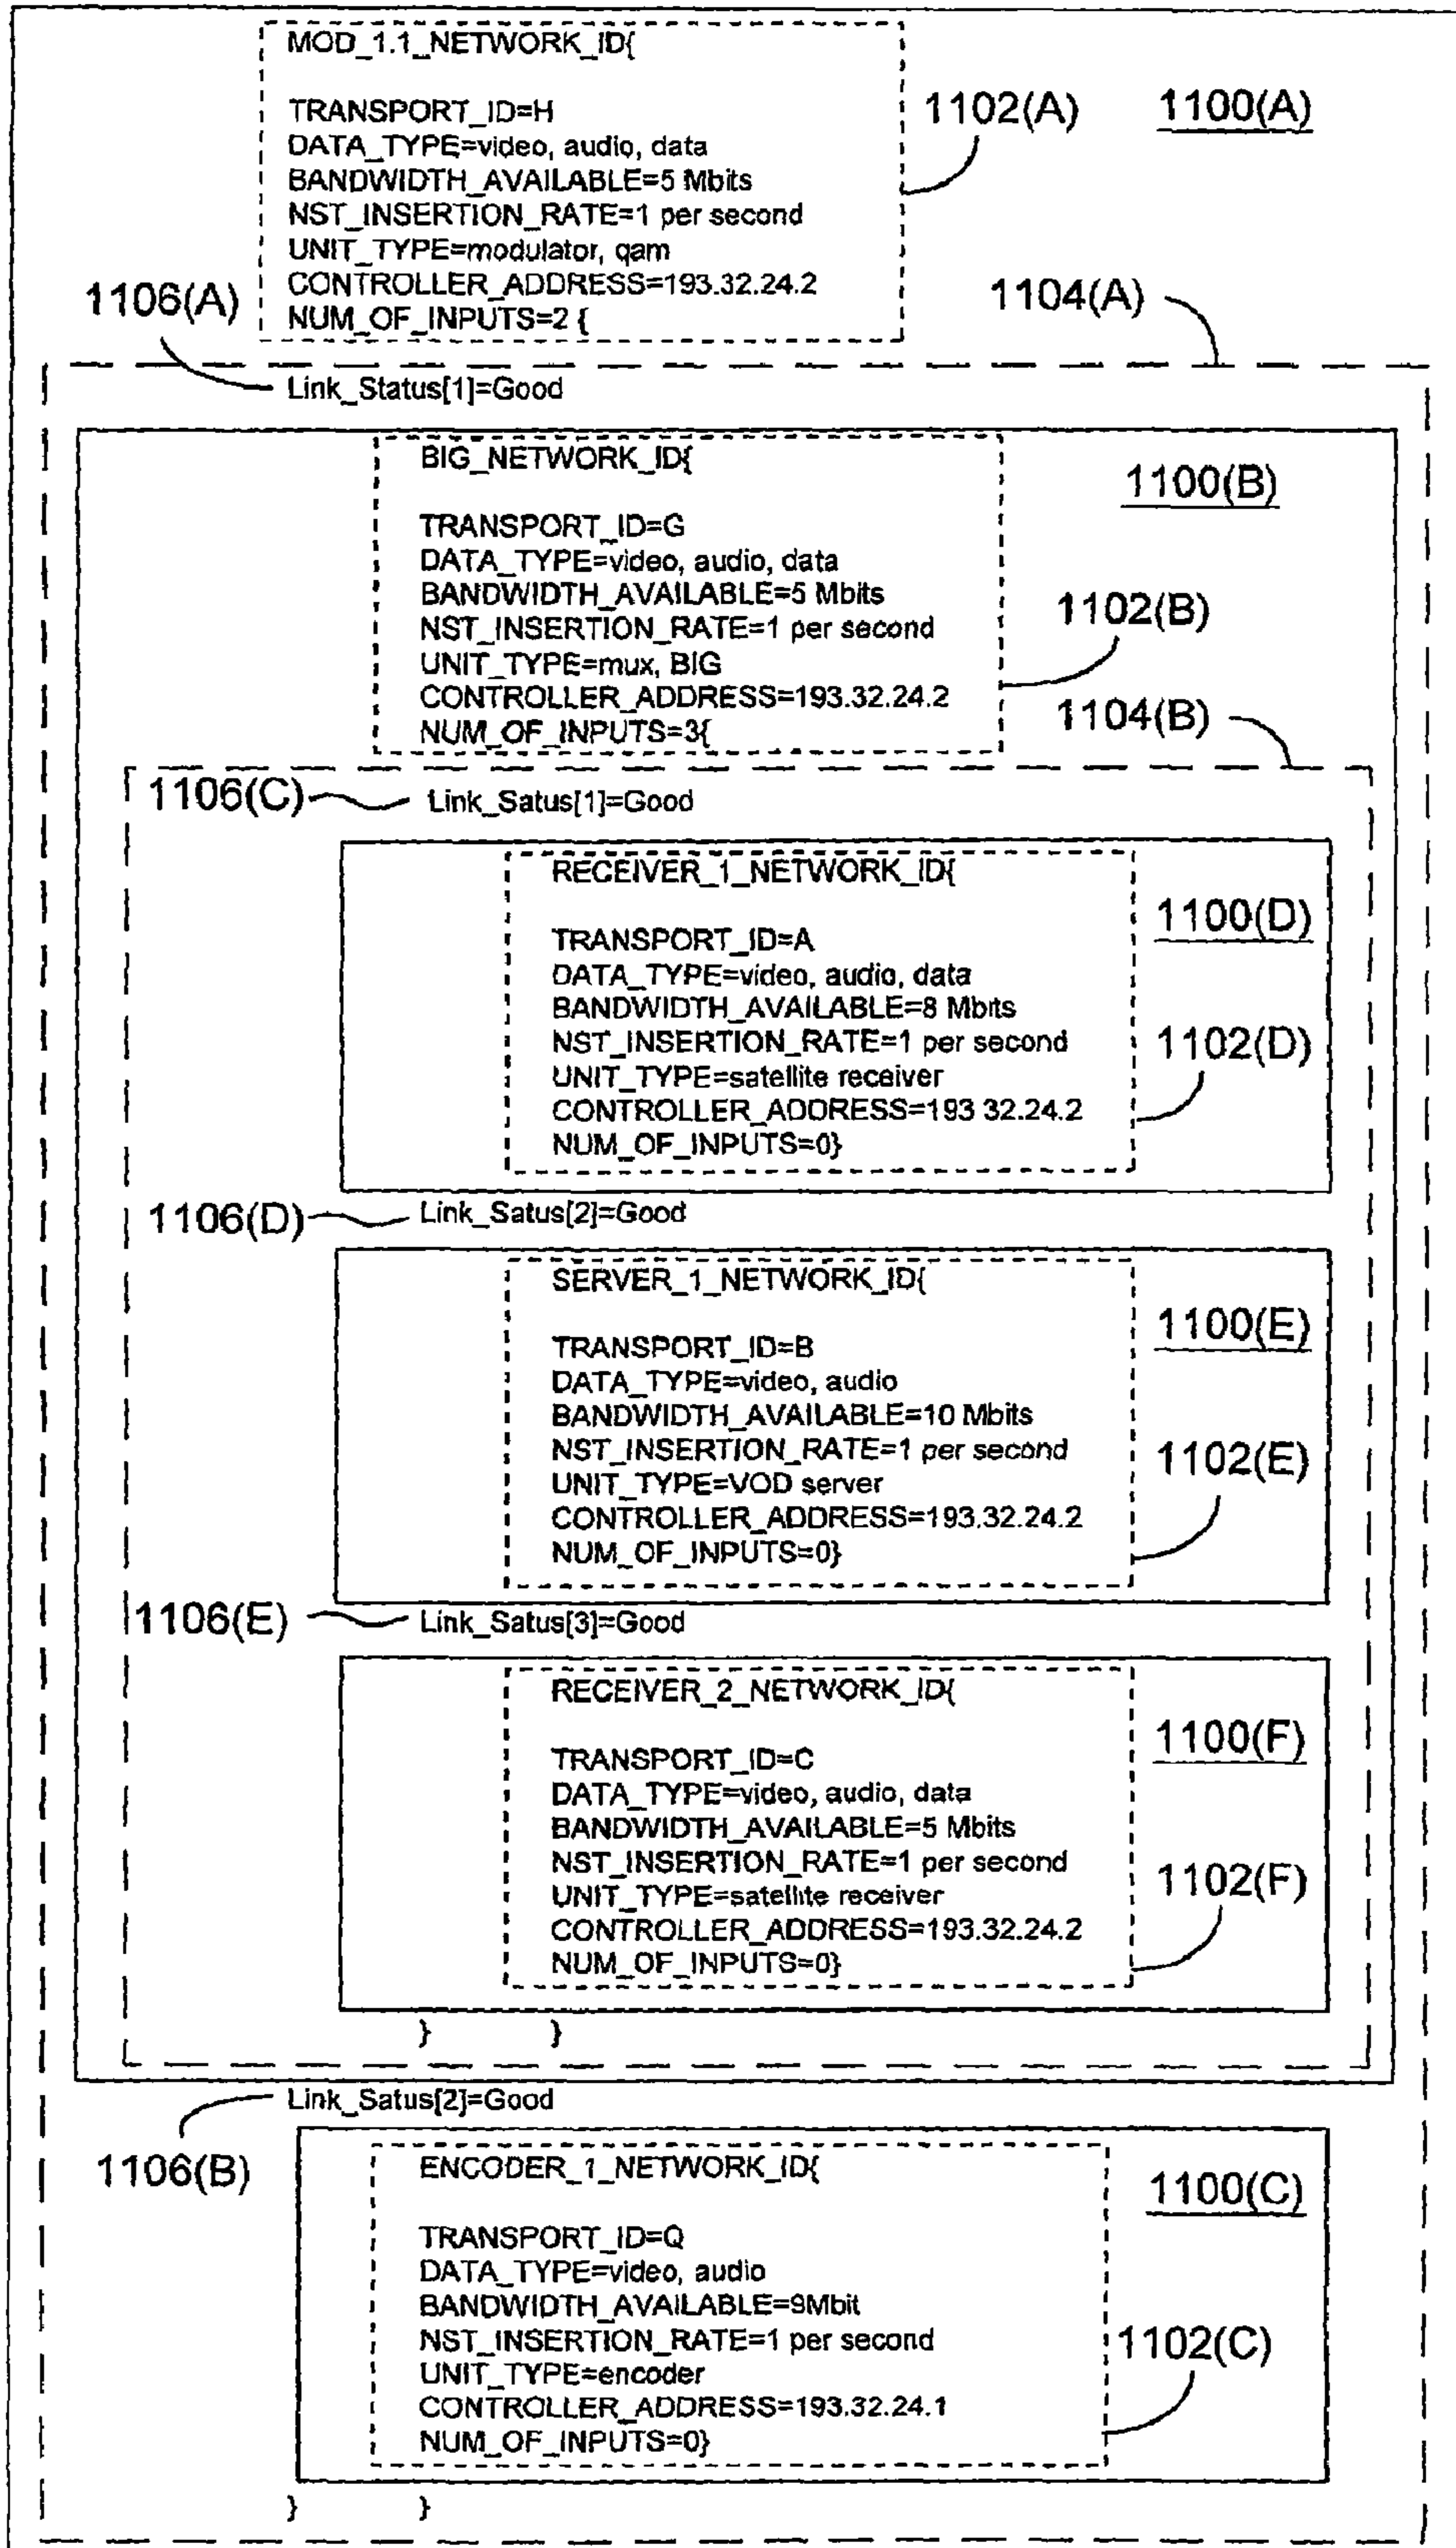 MOD_1.1_NETWORK_ID{
TRANSPORT_ID=H
DATA_TYPE=video, audio, data
BANDWIDTH_AVAILABLE=5 Mbits
NST_INSERTION_RATE=1 per second
UNIT_TYPE=modulator, qam
CONTROLLER_ADDRESS=193.32.24.2
NUM_OF_INPUTS=2 {
1102(A)
1100(A)
1106(A)
1104(A)
Link_Status[1]=Good
BIG_NETWORK_ID{
1100(B)
TRANSPORT_ID=G
DATA_TYPE=video, audio, data
BANDWIDTH_AVAILABLE=5 Mbits
NST_INSERTION_RATE=1 per second
UNIT_TYPE=mux, BIG
CONTROLLER_ADDRESS=193.32.24.2
NUM_OF_INPUTS=3{
1102(B)
1104(B)
1106(C)
Link_Satus[1]=Good
RECEIVER_1_NETWORK_ID{
1100(D)
TRANSPORT_ID=A
DATA_TYPE=video, audio, data
BANDWIDTH_AVAILABLE=8 Mbits
NST_INSERTION_RATE=1 per second
1102(D)
UNIT_TYPE=satellite receiver
CONTROLLER_ADDRESS=193 32.24.2
NUM_OF_INPUTS=0}
1106(D)
Link_Satus[2]=Good
SERVER_1_NETWORK_ID{
1100(E)
TRANSPORT_ID=B
DATA_TYPE=video, audio
BANDWIDTH_AVAILABLE=10 Mbits
NST_INSERTION_RATE=1 per second
1102(E)
UNIT_TYPE=VOD server
CONTROLLER_ADDRESS=193.32.24.2
NUM_OF_INPUTS=0}
1106(E)
Link_Satus[3]=Good
RECEIVER_2_NETWORK_ID{
1100(F)
TRANSPORT_ID=C
DATA_TYPE=video, audio, data
BANDWIDTH_AVAILABLE=5 Mbits
NST_INSERTION_RATE=1 per second
1102(F)
UNIT_TYPE=satellite receiver
CONTROLLER_ADDRESS=193.32.24.2
NUM_OF_INPUTS=0}
} }
Link_Satus[2]=Good
1106(B)
ENCODER_1_NETWORK_ID{
1100(C)
TRANSPORT_ID=Q
DATA_TYPE=video, audio
BANDWIDTH_AVAILABLE=9Mbit
NST_INSERTION_RATE=1 per second
1102(C)
UNIT_TYPE=encoder
CONTROLLER_ADDRESS=193.32.24.1
NUM_OF_INPUTS=0}
} }